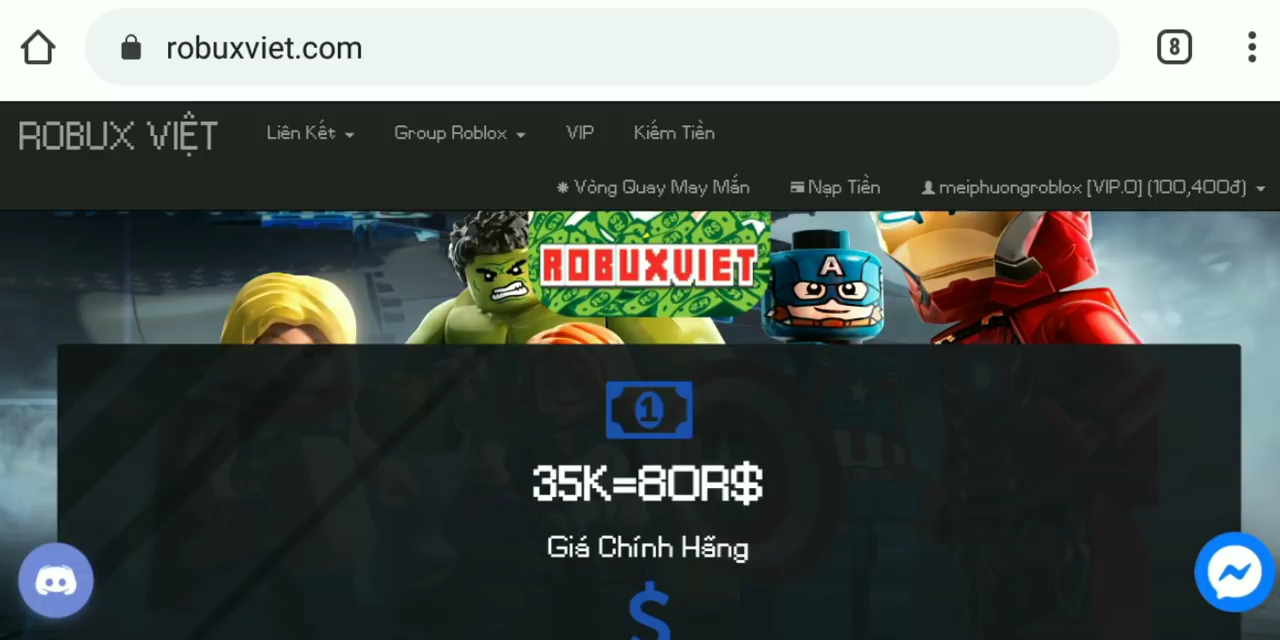 8
robuxviet.com
ROBUX VIỆT
Liên Kết
Group Roblox
VIP
Kiếm Tiền
Vòng Quay May Mắn
Nạp Tiền
meiphuongroblox [VIP.0] (100,400đ)
ROBUXVIET
A
1
35K=80R$
Giá Chính Hãng
$